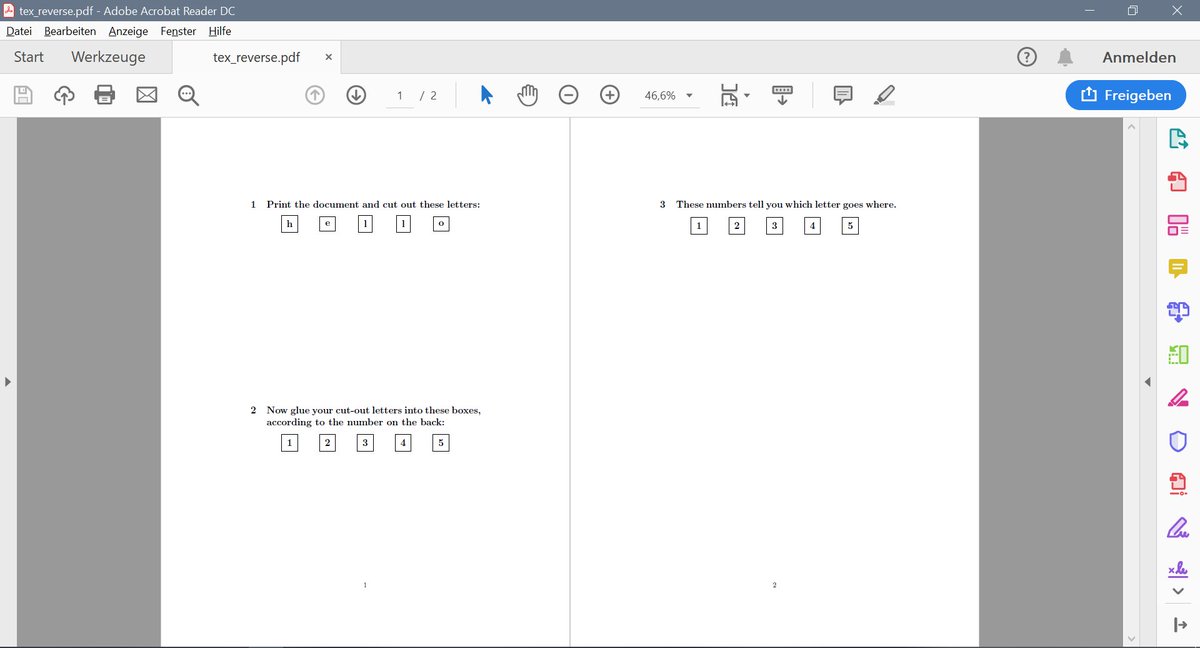 tex_reverse.pdf - Adobe Acrobat Reader DC
Datei Bearbeiten Anzeige Fenster Hilfe
Start Werkzeuge tex_reverse.pdf × ? Anmelden
1 / 2 46,6% Freigeben
1 Print the document and cut out these letters:
h e l l o
2 Now glue your cut-out letters into these boxes,
according to the number on the back:
1 2 3 4 5
1
3 These numbers tell you which letter goes where.
1 2 3 4 5
2